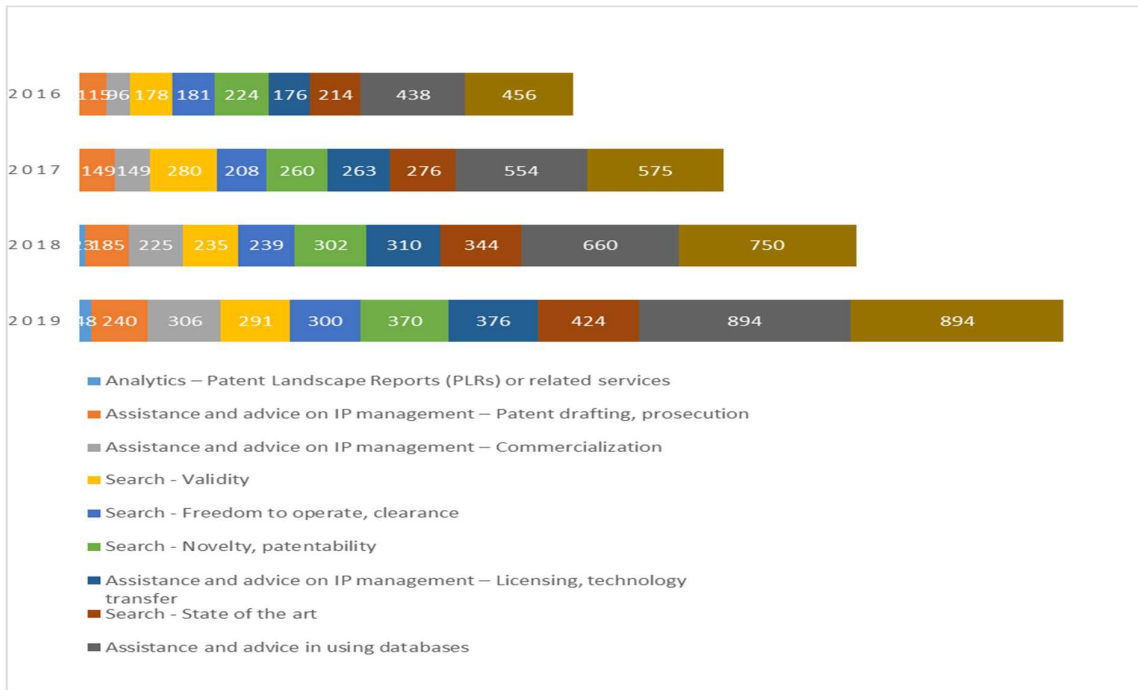 2016 115 96 178 181 224 176 214 438 456
2017 149 149 280 208 260 263 276 554 575
2018 23 185 225 235 239 302 310 344 660 750
2019 48 240 306 291 300 370 376 424 894 894
Analytics – Patent Landscape Reports (PLRs) or related services
Assistance and advice on IP management – Patent drafting, prosecution
Assistance and advice on IP management – Commercialization
Search - Validity
Search - Freedom to operate, clearance
Search - Novelty, patentability
Assistance and advice on IP management – Licensing, technology
transfer
Search - State of the art
Assistance and advice in using databases